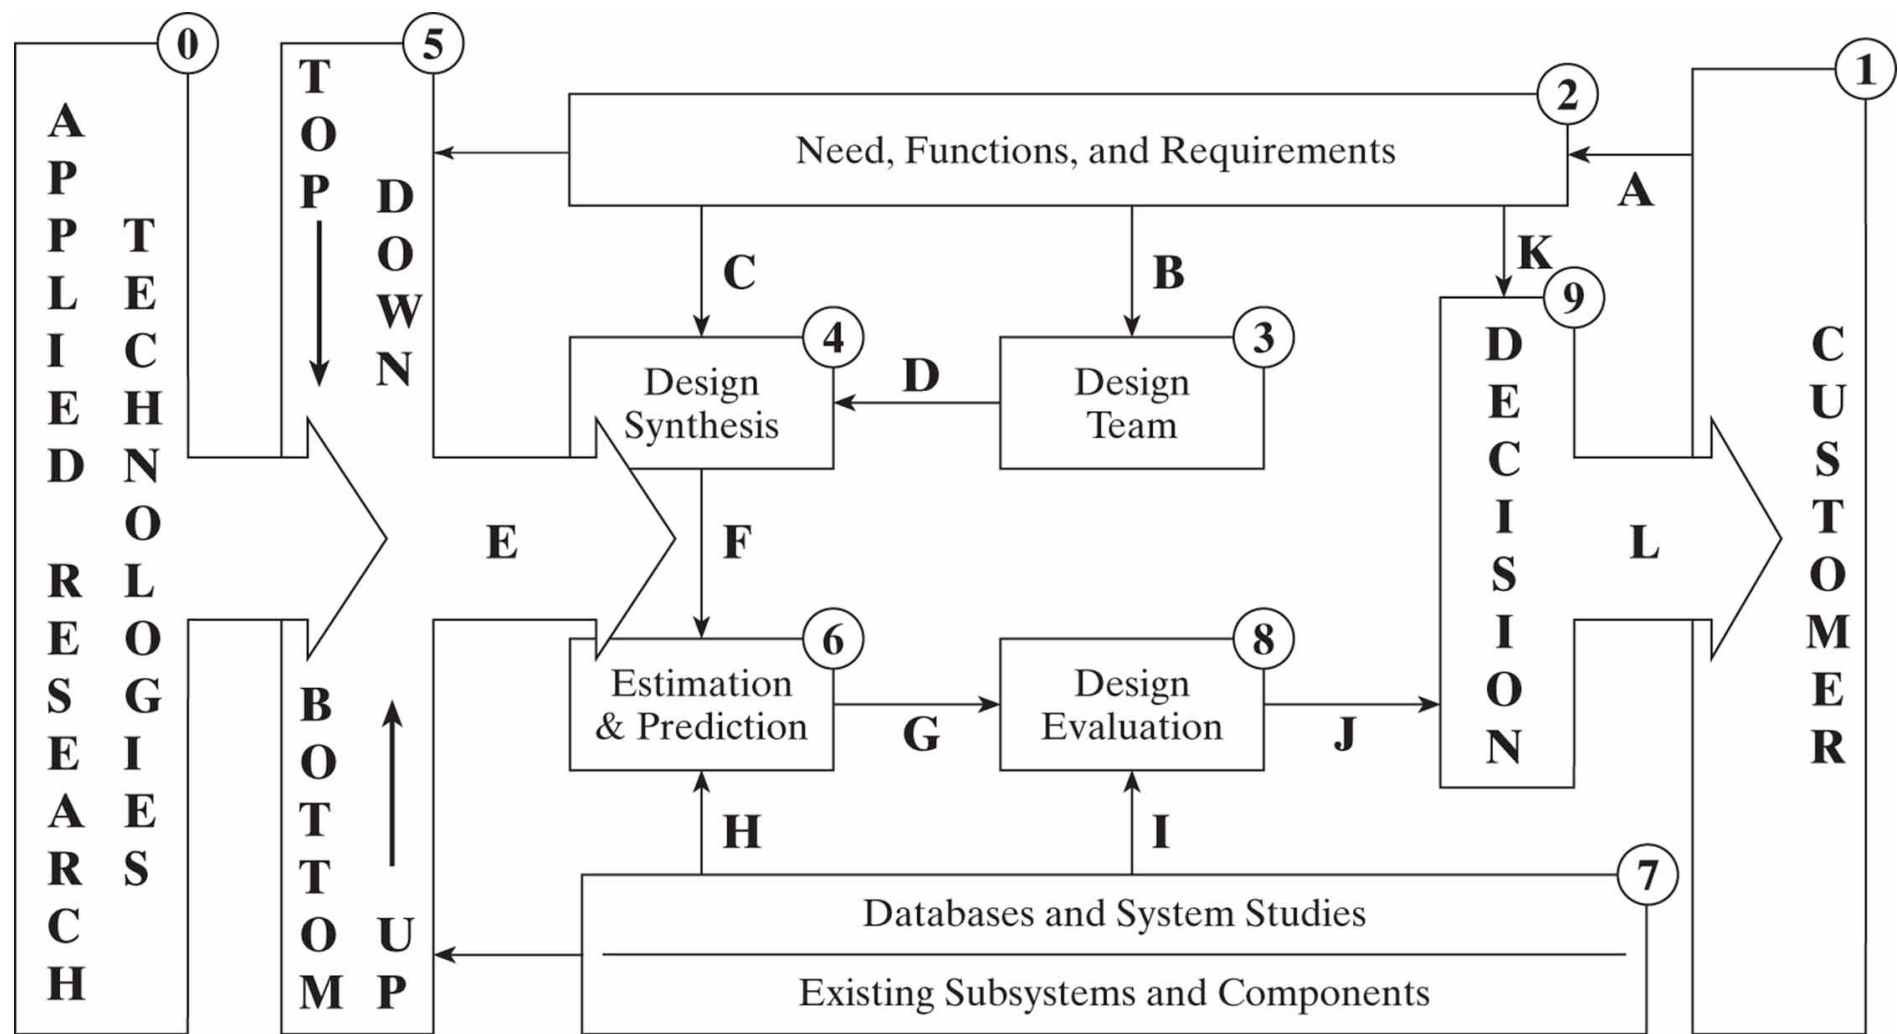 0
APPLIED RESEARCH
TECHNOLOGIES
5
TOP
DOWN
BOTTOM
UP
2
Need, Functions, and Requirements
1
A
CUSTOMER
C
B
K
4
Design
Synthesis
D
3
Design
Team
9
DECISION
E
F
L
6
Estimation
& Prediction
G
8
Design
Evaluation
J
H
I
7
Databases and System Studies
Existing Subsystems and Components